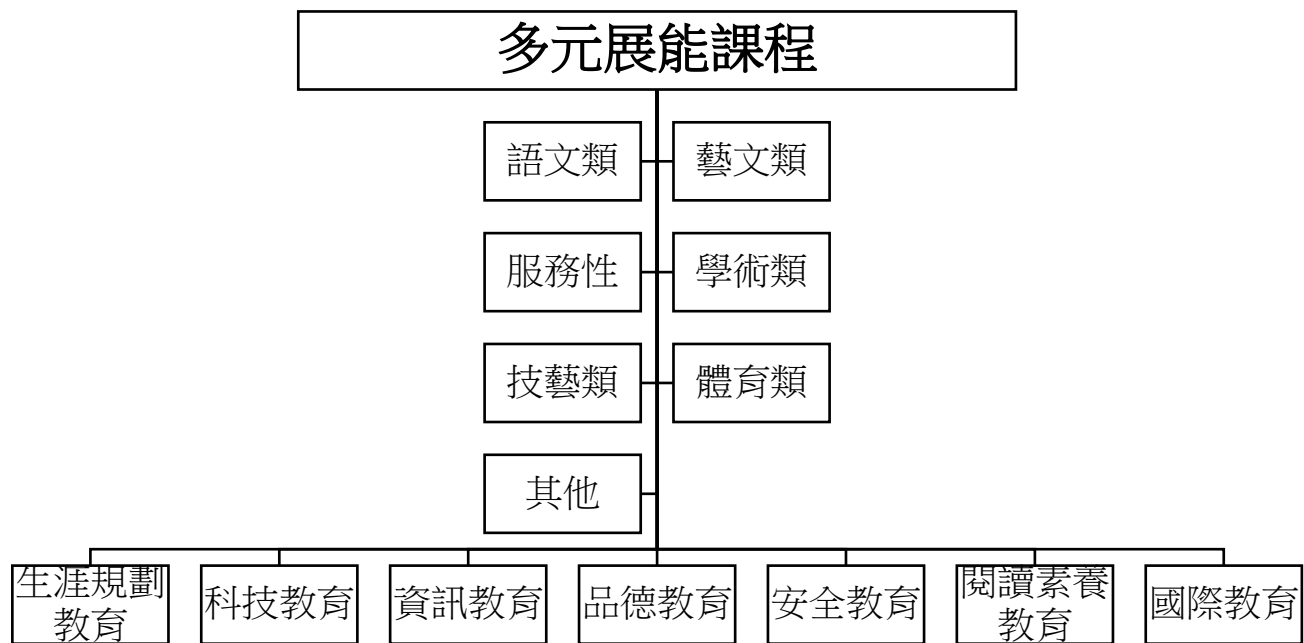 多元展能課程
語文類
藝文類
服務性
學術類
技藝類
體育類
其他
生涯規劃
教育
科技教育
資訊教育
品德教育
安全教育
閱讀素養
教育
國際教育